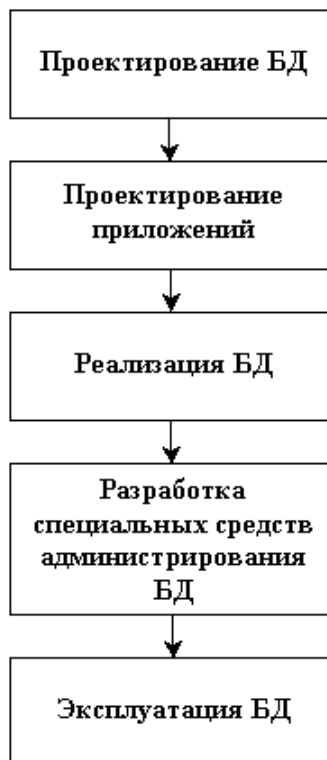 Проектирование БД
Проектирование
приложений
Реализация БД
Разработка
специальных средств
администрирования
БД
Эксплуатация БД